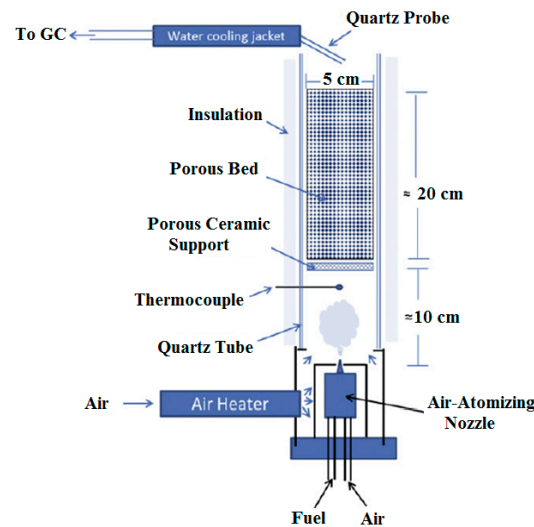 Quartz Probe
To GC
Water cooling jacket
5 cm
Insulation
Porous Bed
≈ 20 cm
Porous Ceramic
Support
Thermocouple
≈10 cm
Quartz Tube
Air
Air Heater
Air-Atomizing
Nozzle
Fuel
Air